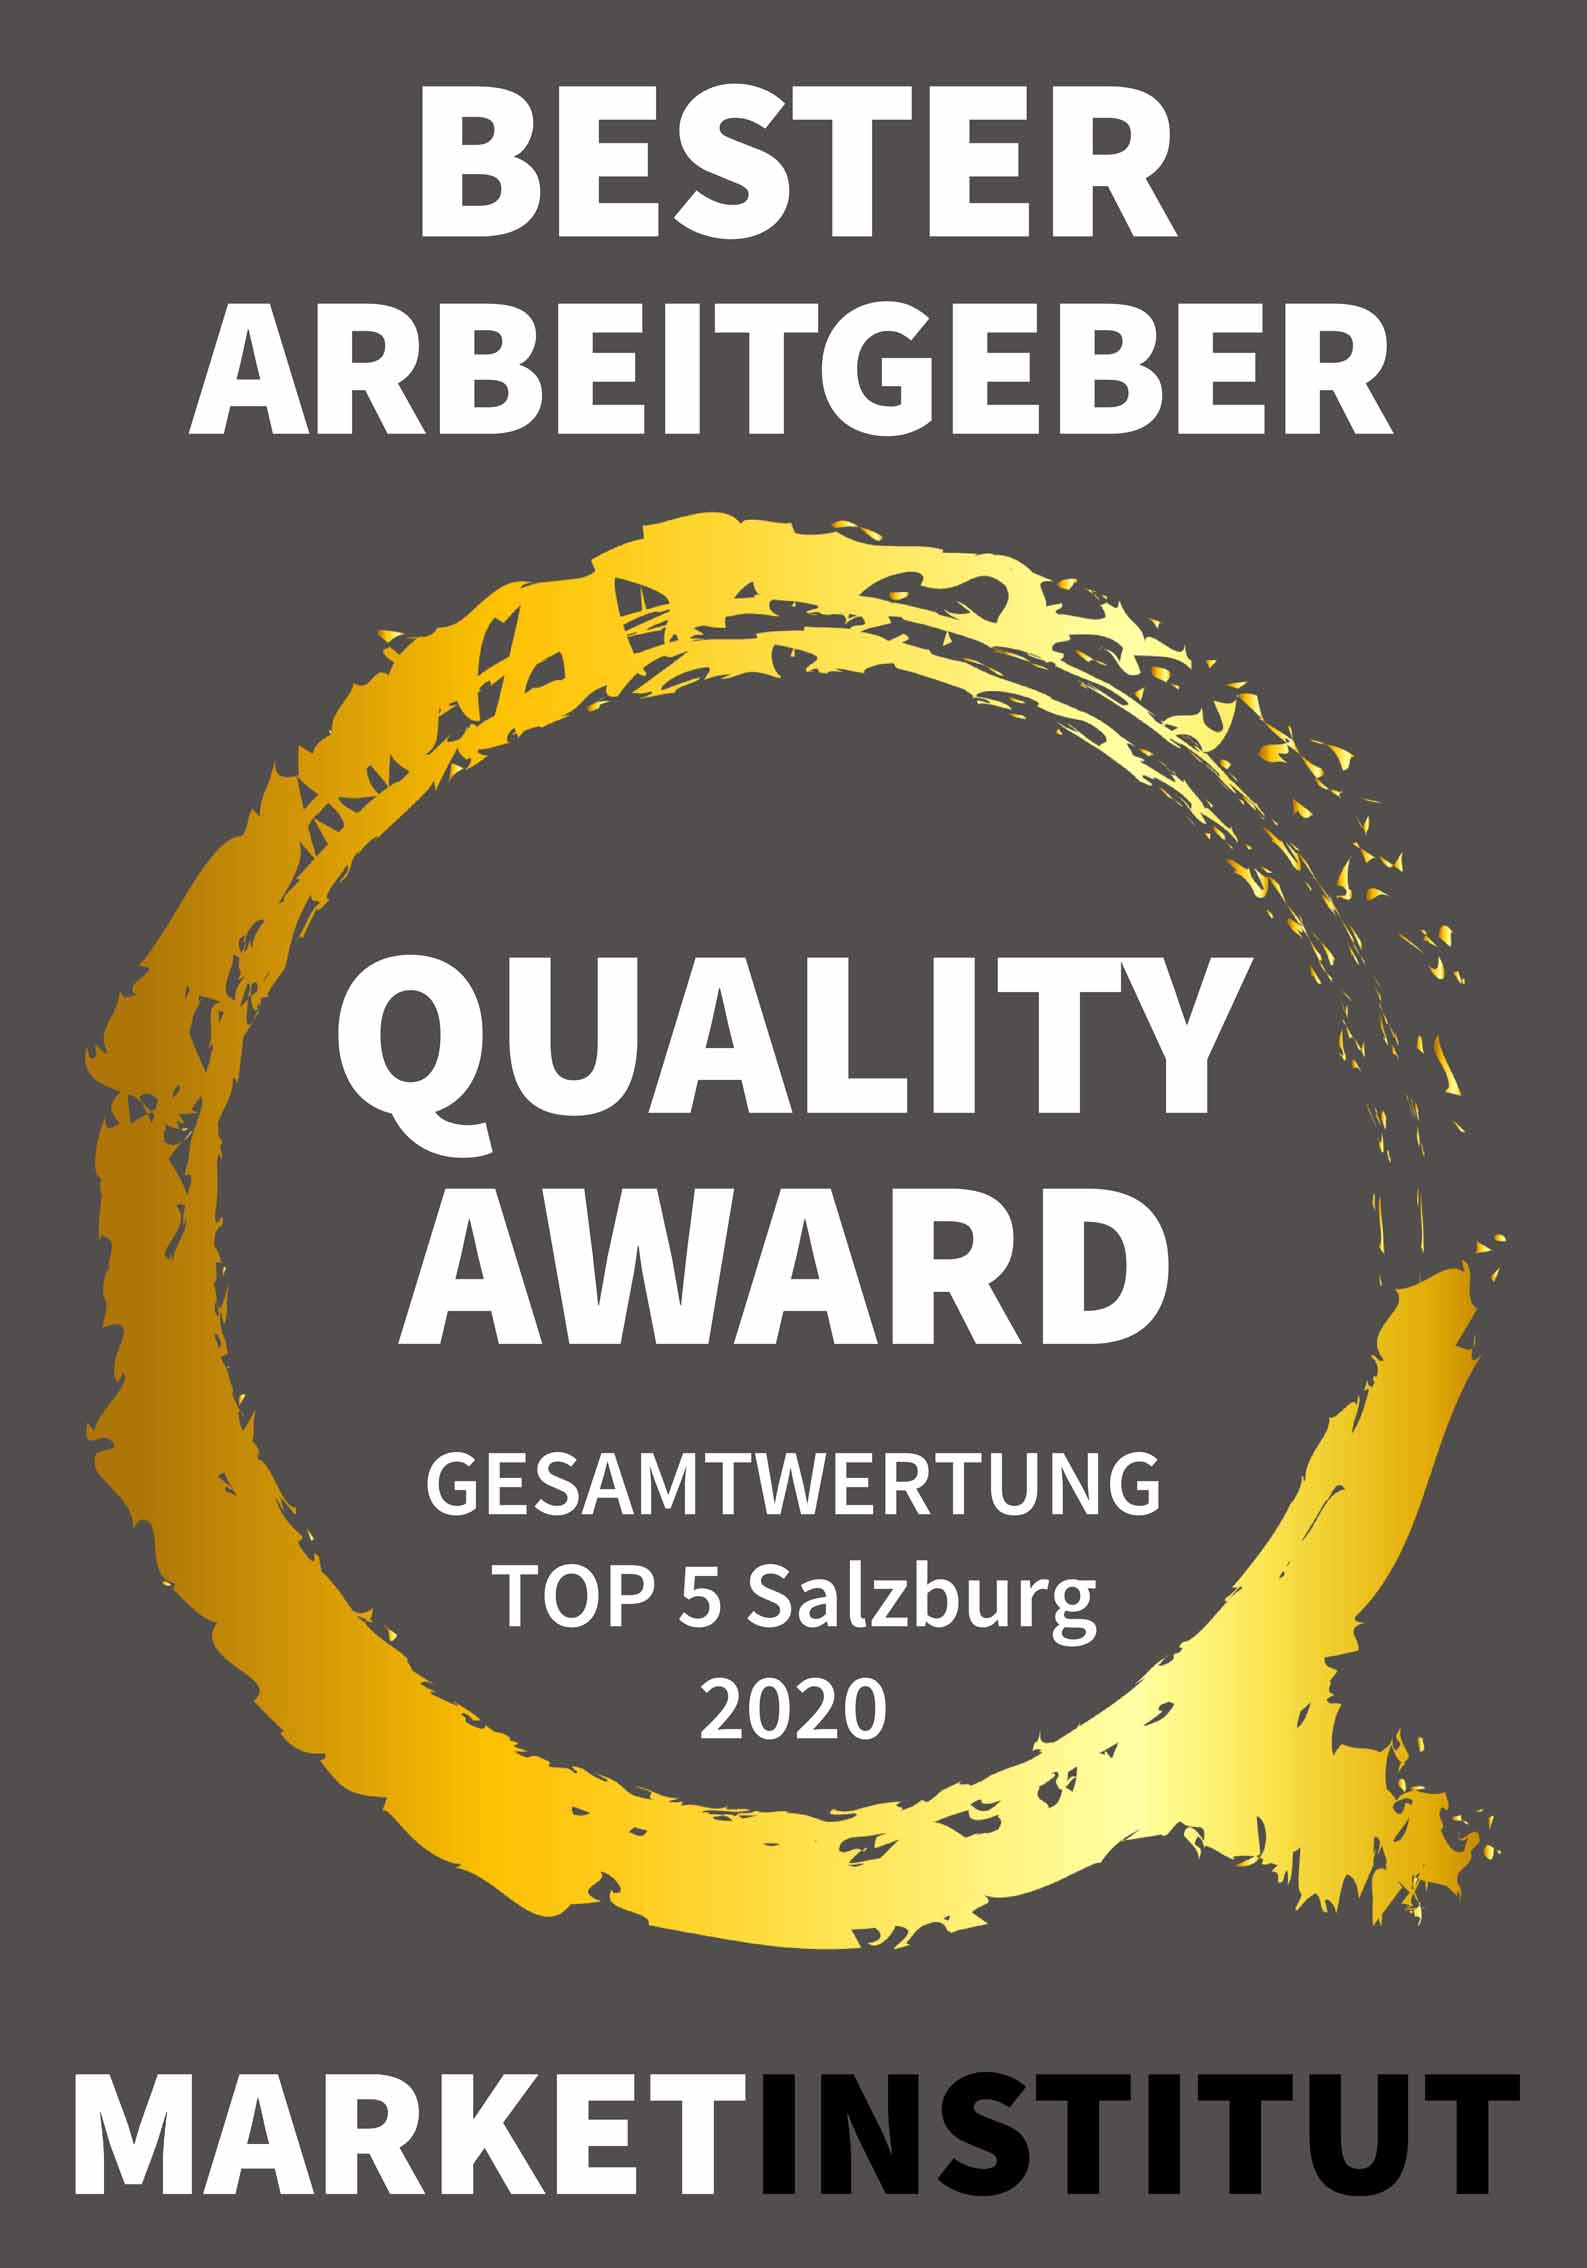 BESTER
ARBEITGEBER
QUALITY
AWARD
GESAMTWERTUNG
TOP 5 Salzburg
2020
MARKETINSTITUT